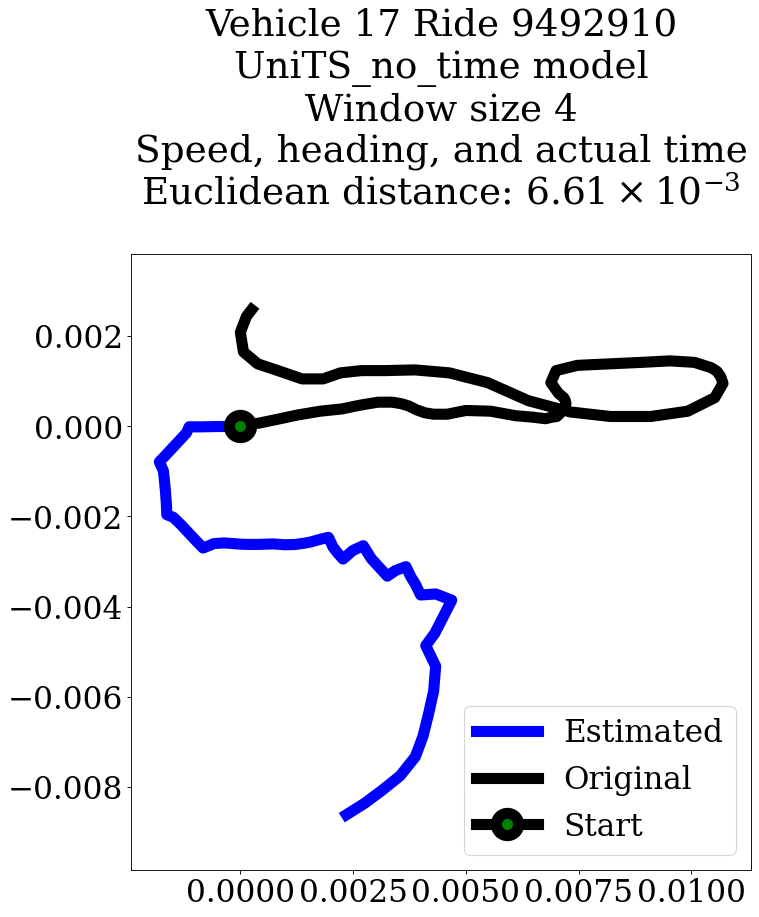 Vehicle 17 Ride 9492910
UniTS_no_time model
Window size 4
Speed, heading, and actual time
Euclidean distance: 6.61 × 10⁻³
0.002
0.000
−0.002
−0.004
−0.006
−0.008
Estimated
Original
Start
0.0000 0.0025 0.0050 0.0075 0.0100